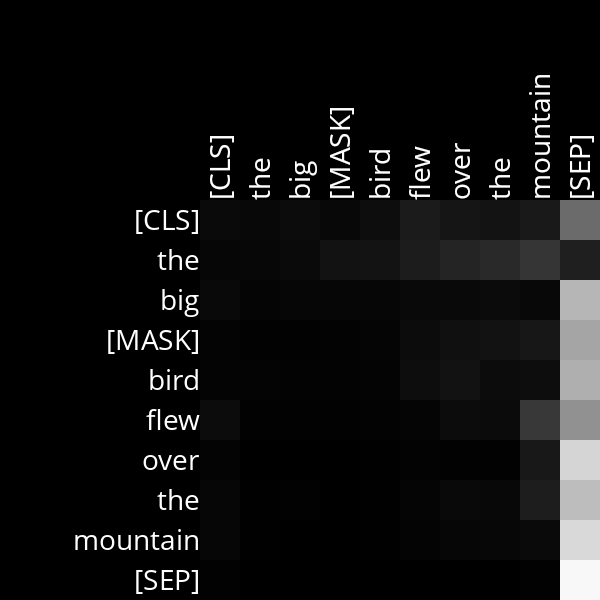 [CLS] the big [MASK] bird flew over the mountain [SEP]
[CLS]
the
big
[MASK]
bird
flew
over
the
mountain
[SEP]